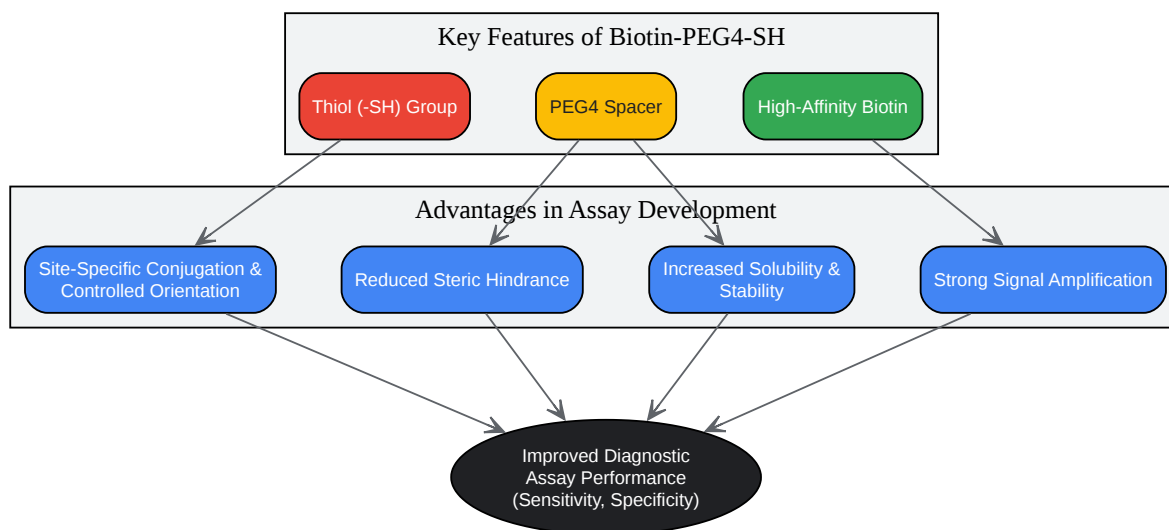 Key Features of Biotin-PEG4-SH
Thiol (-SH) Group
PEG4 Spacer
High-Affinity Biotin
Advantages in Assay Development
Site-Specific Conjugation &
Controlled Orientation
Reduced Steric Hindrance
Increased Solubility &
Stability
Strong Signal Amplification
Improved Diagnostic
Assay Performance
(Sensitivity, Specificity)